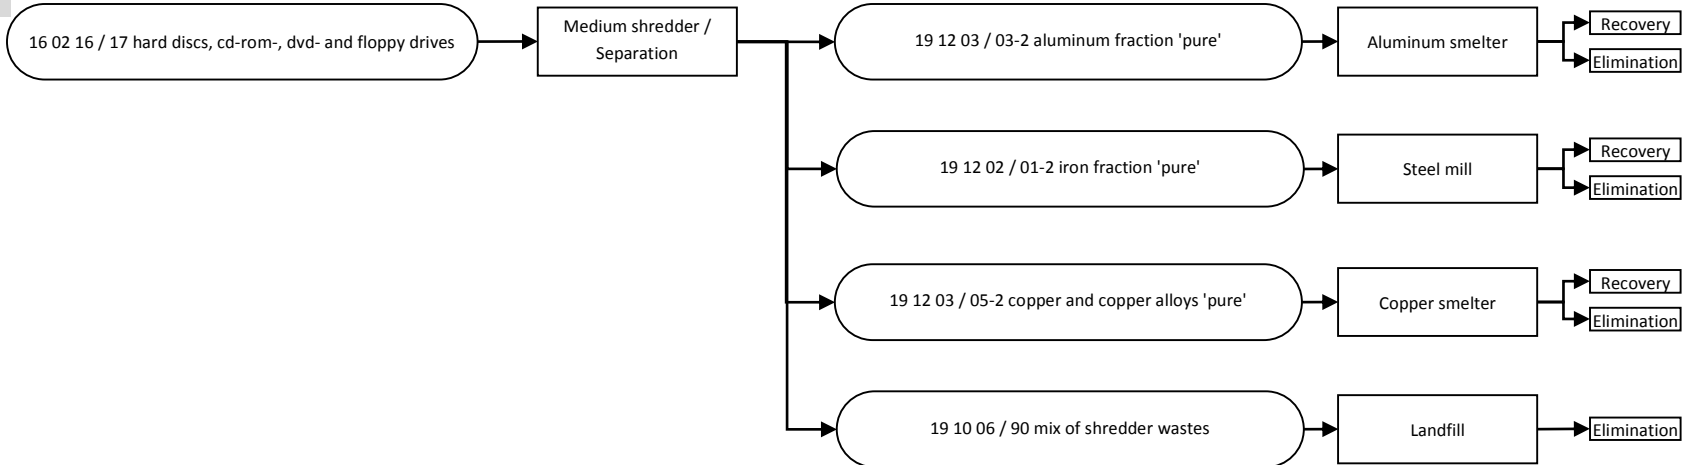 16 02 16 / 17 hard discs, cd-rom-, dvd- and floppy drives
Medium shredder /
Separation
19 12 03 / 03-2 aluminum fraction 'pure'
Aluminum smelter
Recovery
Elimination
19 12 02 / 01-2 iron fraction 'pure'
Steel mill
Recovery
Elimination
19 12 03 / 05-2 copper and copper alloys 'pure'
Copper smelter
Recovery
Elimination
19 10 06 / 90 mix of shredder wastes
Landfill
Elimination